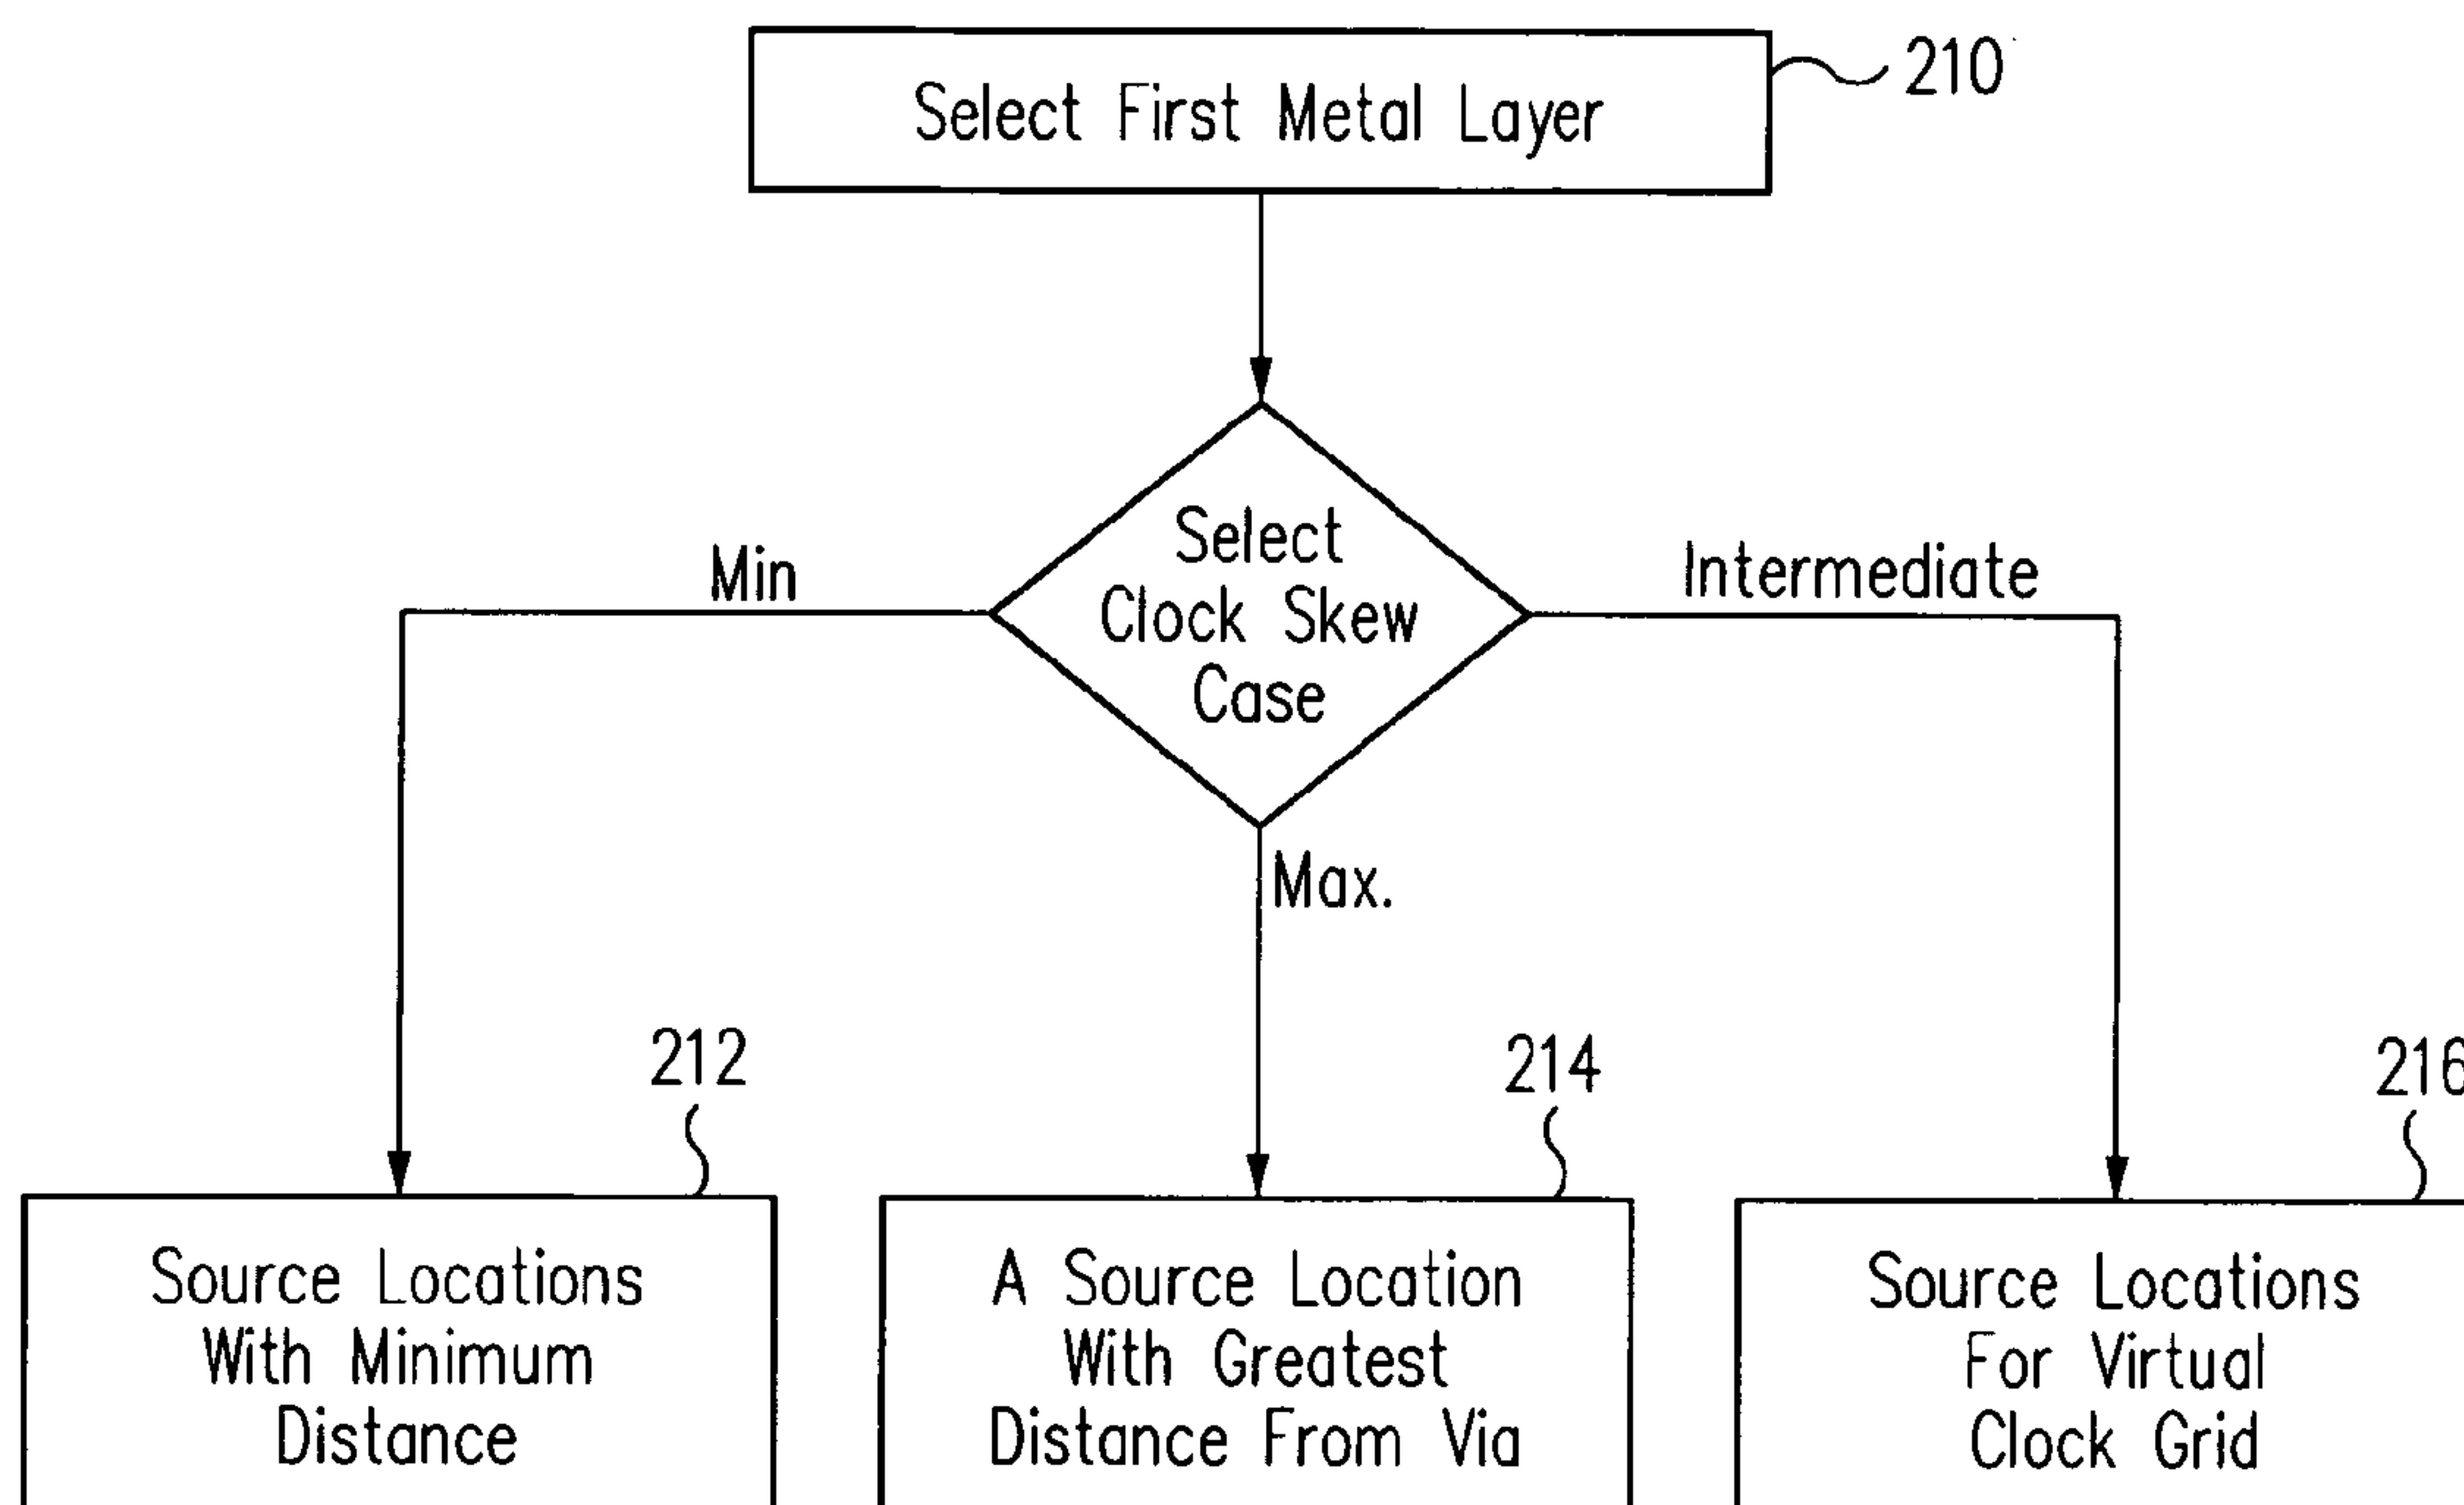 Select First Metal Layer
210
Select
Clock Skew
Case
Min
Intermediate
Max.
212
214
216
Source Locations
With Minimum
Distance
A Source Location
With Greatest
Distance From Via
Source Locations
For Virtual
Clock Grid